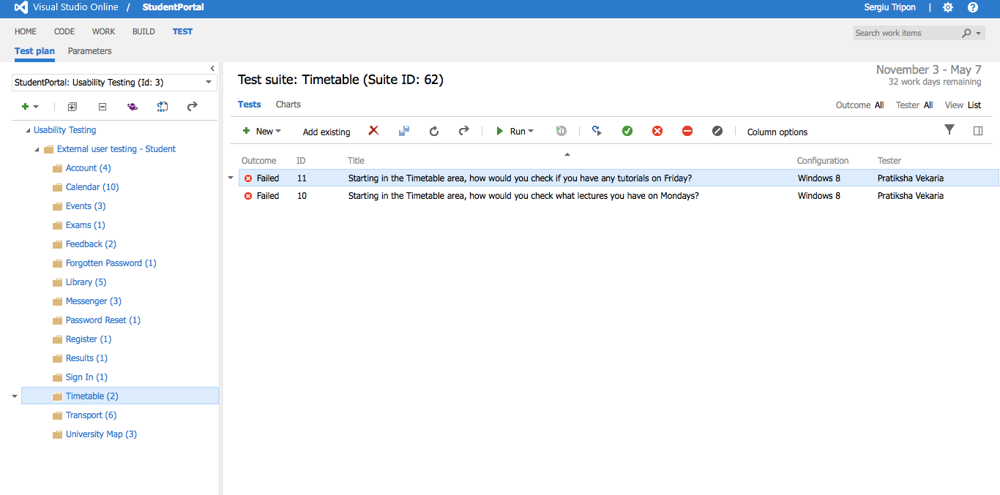 Visual Studio Online / StudentPortal
Sergiu Tripon |
HOME CODE WORK BUILD TEST
Search work items
Test plan Parameters
StudentPortal: Usability Testing (Id: 3)
Usability Testing
External user testing - Student
Account (4)
Calendar (10)
Events (3)
Exams (1)
Feedback (2)
Forgotten Password (1)
Library (5)
Messenger (3)
Password Reset (1)
Register (1)
Results (1)
Sign In (1)
Timetable (2)
Transport (6)
University Map (3)
Test suite: Timetable (Suite ID: 62)
November 3 - May 7
32 work days remaining
Tests Charts
Outcome All Tester All View List
New Add existing Run Column options
Outcome ID Title Configuration Tester
Failed 11 Starting in the Timetable area, how would you check if you have any tutorials on Friday? Windows 8 Pratiksha Vekaria
Failed 10 Starting in the Timetable area, how would you check what lectures you have on Mondays? Windows 8 Pratiksha Vekaria